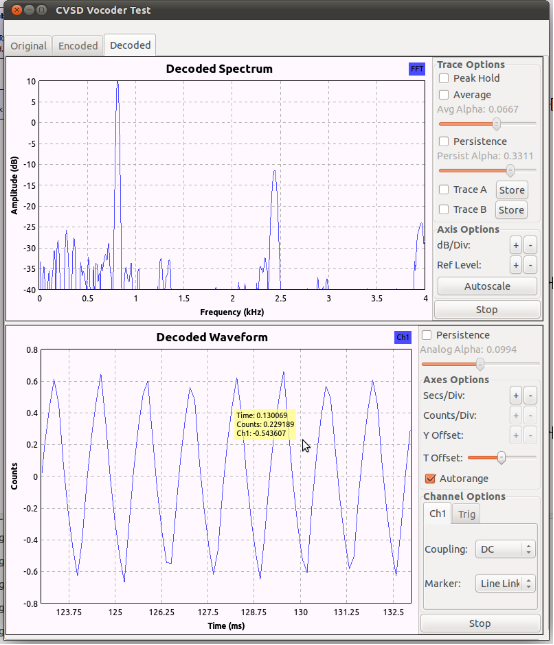 CVSD Vocoder Test
Original Encoded Decoded
Decoded Spectrum
FFT
10
5
0
-5
-10
-15
-20
-25
-30
-35
-40
Amplitude (dB)
0 0.5 1 1.5 2 2.5 3 3.5 4
Frequency (kHz)
Trace Options
Peak Hold
Average
Avg Alpha: 0.0667
Persistence
Persist Alpha: 0.3311
Trace A Store
Trace B Store
Axis Options
dB/Div: + -
Ref Level: + -
Autoscale
Stop
Decoded Waveform
Ch1
0.8
0.6
0.4
0.2
0
-0.2
-0.4
-0.6
-0.8
Counts
Time: 0.130069
Counts: 0.229189
Ch1: -0.543607
123.75 125 126.25 127.5 128.75 130 131.25 132.5
Time (ms)
Persistence
Analog Alpha: 0.0994
Axes Options
Secs/Div: + -
Counts/Div: + -
Y Offset: + -
T Offset:
Autorange
Channel Options
Ch1 Trig
Coupling: DC
Marker: Line Link
Stop